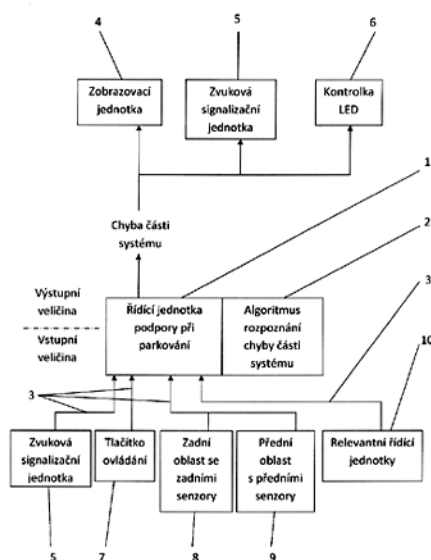 4
5
6
Zobrazovací
jednotka
Zvuková
signalizační
jednotka
Kontrolka
LED
1
Chyba části
systému
2
Výstupní
veličina
Vstupní
veličina
Řídící jednotka
podpory při
parkování
Algoritmus
rozpoznání
chyby části
systému
3
3
10
Zvuková
signalizační
jednotka
Tlačítko
ovládání
Zadní
oblast se
zadními
senzory
Přední
oblast
s předními
senzory
Relevantní řídící
jednotky
5
7
8
9